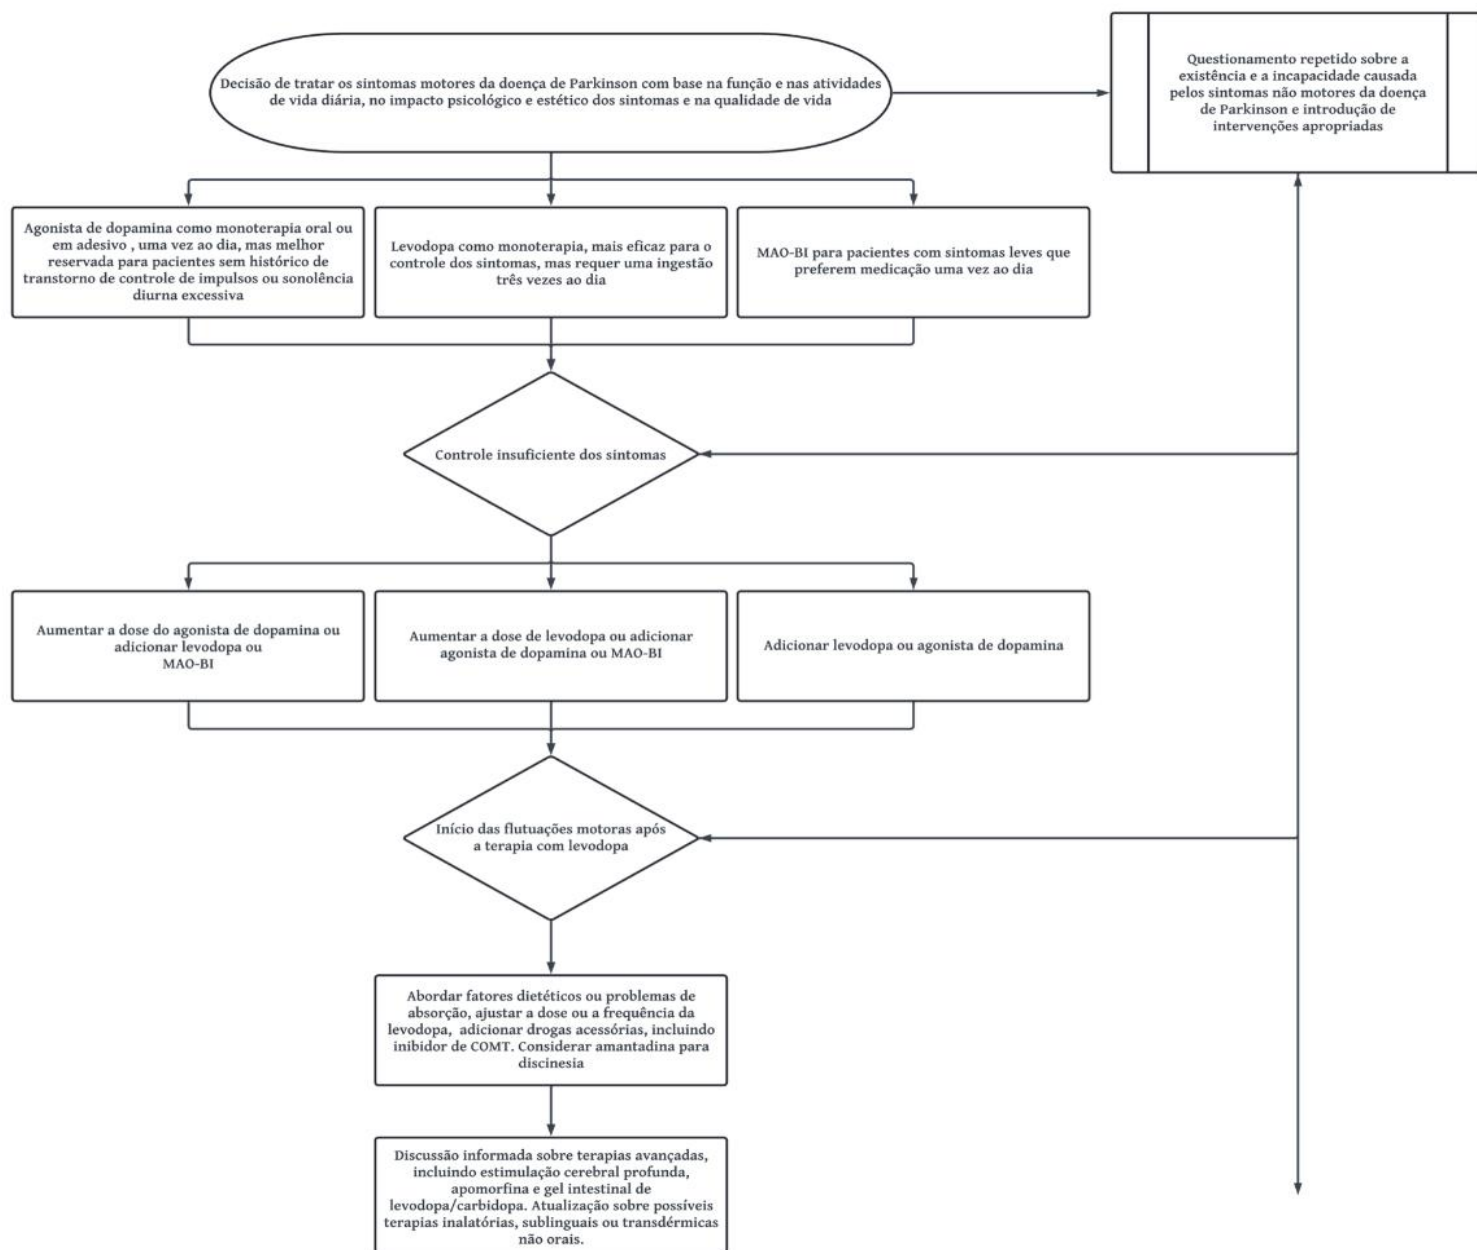 Decisão de tratar os sintomas motores da doença de Parkinson com base na função e nas atividades
de vida diária, no impacto psicológico e estético dos sintomas e na qualidade de vida
Questionamento repetido sobre a
existência e a incapacidade causada
pelos sintomas não motores da doença
de Parkinson e introdução de
intervenções apropriadas
Agonista de dopamina como monoterapia oral ou
em adesivo , uma vez ao dia, mas melhor
reservada para pacientes sem histórico de
transtorno de controle de impulsos ou sonolência
diurna excessiva
Levodopa como monoterapia, mais eficaz para o
controle dos sintomas, mas requer uma ingestão
três vezes ao dia
MAO-BI para pacientes com sintomas leves que
preferem medicação uma vez ao dia
Controle insuficiente dos sintomas
Aumentar a dose do agonista de dopamina ou
adicionar levodopa ou
MAO-BI
Aumentar a dose de levodopa ou adicionar
agonista de dopamina ou MAO-BI
Adicionar levodopa ou agonista de dopamina
Início das flutuações motoras após
a terapia com levodopa
Abordar fatores dietéticos ou problemas de
absorção, ajustar a dose ou a frequência da
levodopa, adicionar drogas acessórias, incluindo
inibidor de COMT. Considerar amantadina para
discinesia
Discussão informada sobre terapias avançadas,
incluindo estimulação cerebral profunda,
apomorfina e gel intestinal de
levodopa/carbidopa. Atualização sobre possíveis
terapias inalatórias, sublinguais ou transdérmicas
não orais.